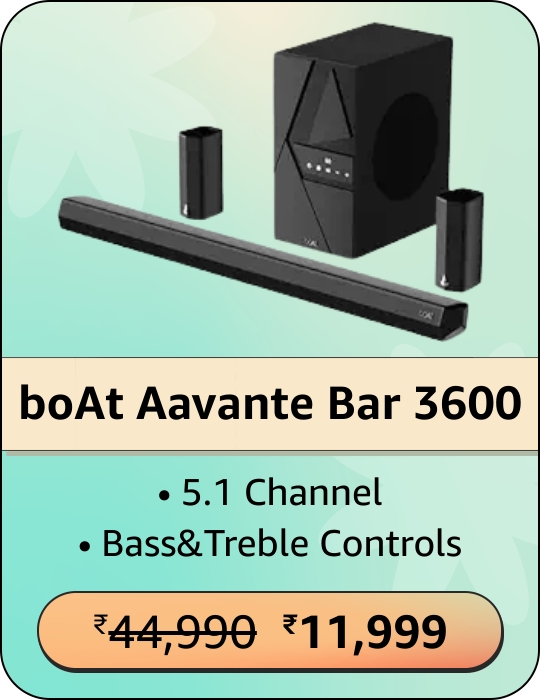 boAt Aavante Bar 3600
• 5.1 Channel
• Bass&Treble Controls
₹44,990 ₹11,999